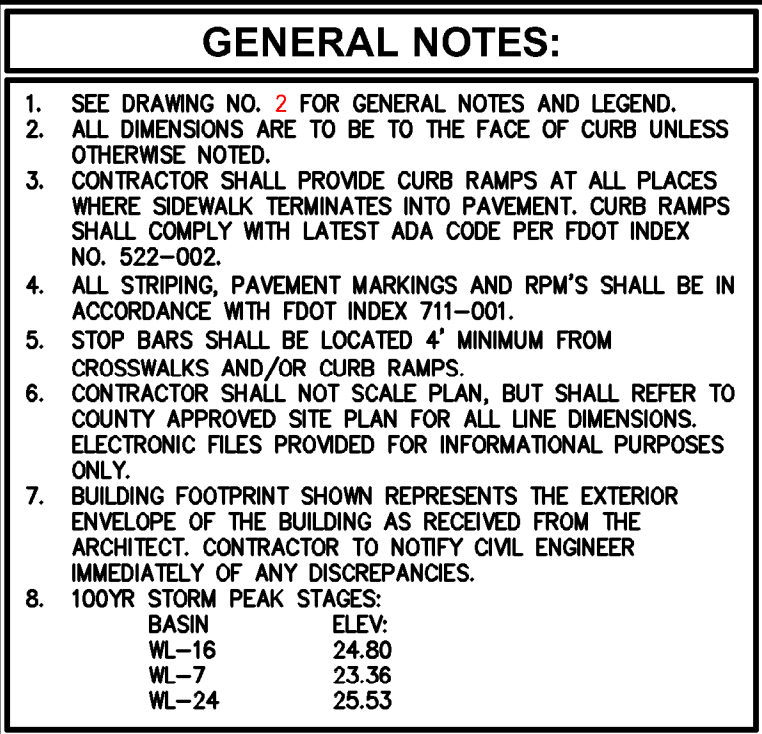 GENERAL NOTES:
1. SEE DRAWING NO. 2 FOR GENERAL NOTES AND LEGEND.
2. ALL DIMENSIONS ARE TO BE TO THE FACE OF CURB UNLESS
OTHERWISE NOTED.
3. CONTRACTOR SHALL PROVIDE CURB RAMPS AT ALL PLACES
WHERE SIDEWALK TERMINATES INTO PAVEMENT. CURB RAMPS
SHALL COMPLY WITH LATEST ADA CODE PER FDOT INDEX
NO. 522-002.
4. ALL STRIPING, PAVEMENT MARKINGS AND RPM'S SHALL BE IN
ACCORDANCE WITH FDOT INDEX 711-001.
5. STOP BARS SHALL BE LOCATED 4' MINIMUM FROM
CROSSWALKS AND/OR CURB RAMPS.
6. CONTRACTOR SHALL NOT SCALE PLAN, BUT SHALL REFER TO
COUNTY APPROVED SITE PLAN FOR ALL LINE DIMENSIONS.
ELECTRONIC FILES PROVIDED FOR INFORMATIONAL PURPOSES
ONLY.
7. BUILDING FOOTPRINT SHOWN REPRESENTS THE EXTERIOR
ENVELOPE OF THE BUILDING AS RECEIVED FROM THE
ARCHITECT. CONTRACTOR TO NOTIFY CIVIL ENGINEER
IMMEDIATELY OF ANY DISCREPANCIES.
8. 100YR STORM PEAK STAGES:
BASIN ELEV:
WL-16 24.80
WL-7 23.36
WL-24 25.53